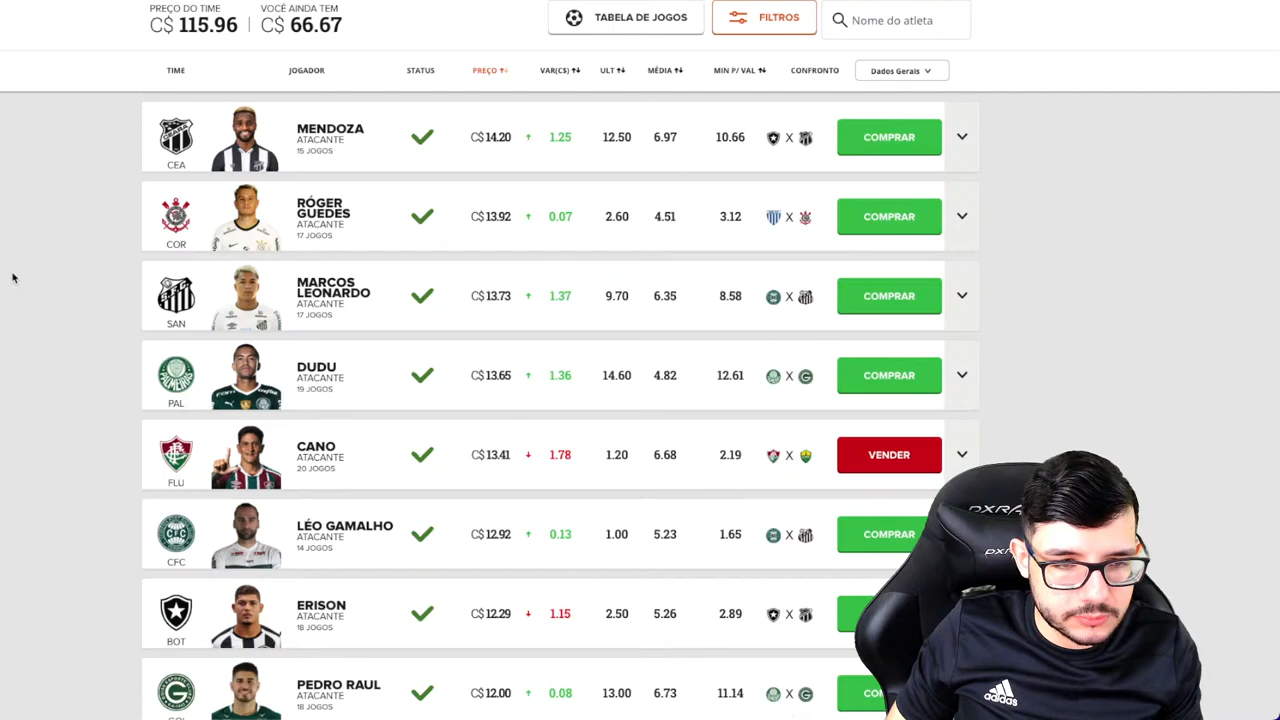 PREÇO DO TIME
C$ 115.96
VOCÊ AINDA TEM
C$ 66.67
TABELA DE JOGOS
FILTROS
Nome do atleta
TIME JOGADOR STATUS PREÇO VAR(C$) ULT MÉDIA MIN P/ VAL CONFRONTO Dados Gerais
CEA
MENDOZA
ATACANTE
15 JOGOS
C$ 14.20 1.25 12.50 6.97 10.66 X COMPRAR
COR
RÓGER
GUEDES
ATACANTE
17 JOGOS
C$ 13.92 0.07 2.60 4.51 3.12 X COMPRAR
SAN
MARCOS
LEONARDO
ATACANTE
17 JOGOS
C$ 13.73 1.37 9.70 6.35 8.58 X COMPRAR
PAL
DUDU
ATACANTE
19 JOGOS
C$ 13.65 1.36 14.60 4.82 12.61 X COMPRAR
FLU
CANO
ATACANTE
20 JOGOS
C$ 13.41 1.78 1.20 6.68 2.19 X VENDER
CFC
LÉO GAMALHO
ATACANTE
14 JOGOS
C$ 12.92 0.13 1.00 5.23 1.65 X COMPRAR
BOT
ERISON
ATACANTE
18 JOGOS
C$ 12.29 1.15 2.50 5.26 2.89 X
PEDRO RAUL
ATACANTE
18 JOGOS
C$ 12.00 0.08 13.00 6.73 11.14 X
adidas